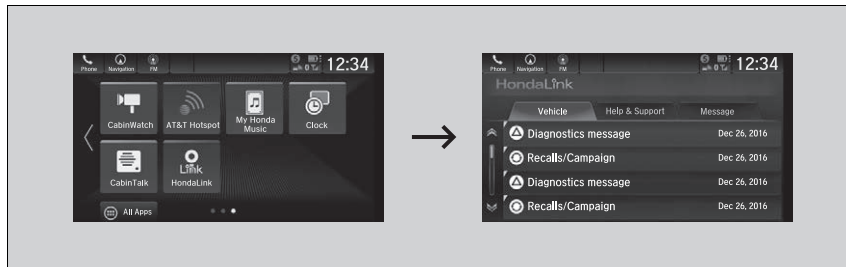 Phone Navigation FM 12:34
CabinWatch AT&T Hotspot My Honda Music Clock
CabinTalk Link HondaLink
All Apps
Phone Navigation FM 12:34
HondaLink
Vehicle Help & Support Message
Diagnostics message Dec 26, 2016
Recalls/Campaign Dec 26, 2016
Diagnostics message Dec 26, 2016
Recalls/Campaign Dec 26, 2016